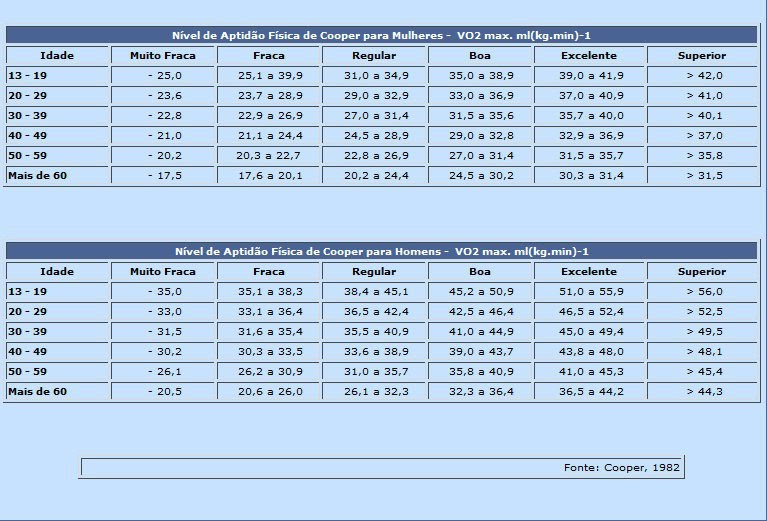 Nível de Aptidão Física de Cooper para Mulheres - VO2 max. ml(kg.min)-1
Idade Muito Fraca Fraca Regular Boa Excelente Superior
13 - 19 - 25,0 25,1 a 39,9 31,0 a 34,9 35,0 a 38,9 39,0 a 41,9 > 42,0
20 - 29 - 23,6 23,7 a 28,9 29,0 a 32,9 33,0 a 36,9 37,0 a 40,9 > 41,0
30 - 39 - 22,8 22,9 a 26,9 27,0 a 31,4 31,5 a 35,6 35,7 a 40,0 > 40,1
40 - 49 - 21,0 21,1 a 24,4 24,5 a 28,9 29,0 a 32,8 32,9 a 36,9 > 37,0
50 - 59 - 20,2 20,3 a 22,7 22,8 a 26,9 27,0 a 31,4 31,5 a 35,7 > 35,8
Mais de 60 - 17,5 17,6 a 20,1 20,2 a 24,4 24,5 a 30,2 30,3 a 31,4 > 31,5
Nível de Aptidão Física de Cooper para Homens - VO2 max. ml(kg.min)-1
Idade Muito Fraca Fraca Regular Boa Excelente Superior
13 - 19 - 35,0 35,1 a 38,3 38,4 a 45,1 45,2 a 50,9 51,0 a 55,9 > 56,0
20 - 29 - 33,0 33,1 a 36,4 36,5 a 42,4 42,5 a 46,4 46,5 a 52,4 > 52,5
30 - 39 - 31,5 31,6 a 35,4 35,5 a 40,9 41,0 a 44,9 45,0 a 49,4 > 49,5
40 - 49 - 30,2 30,3 a 33,5 33,6 a 38,9 39,0 a 43,7 43,8 a 48,0 > 48,1
50 - 59 - 26,1 26,2 a 30,9 31,0 a 35,7 35,8 a 40,9 41,0 a 45,3 > 45,4
Mais de 60 - 20,5 20,6 a 26,0 26,1 a 32,3 32,3 a 36,4 36,5 a 44,2 > 44,3
Fonte: Cooper, 1982